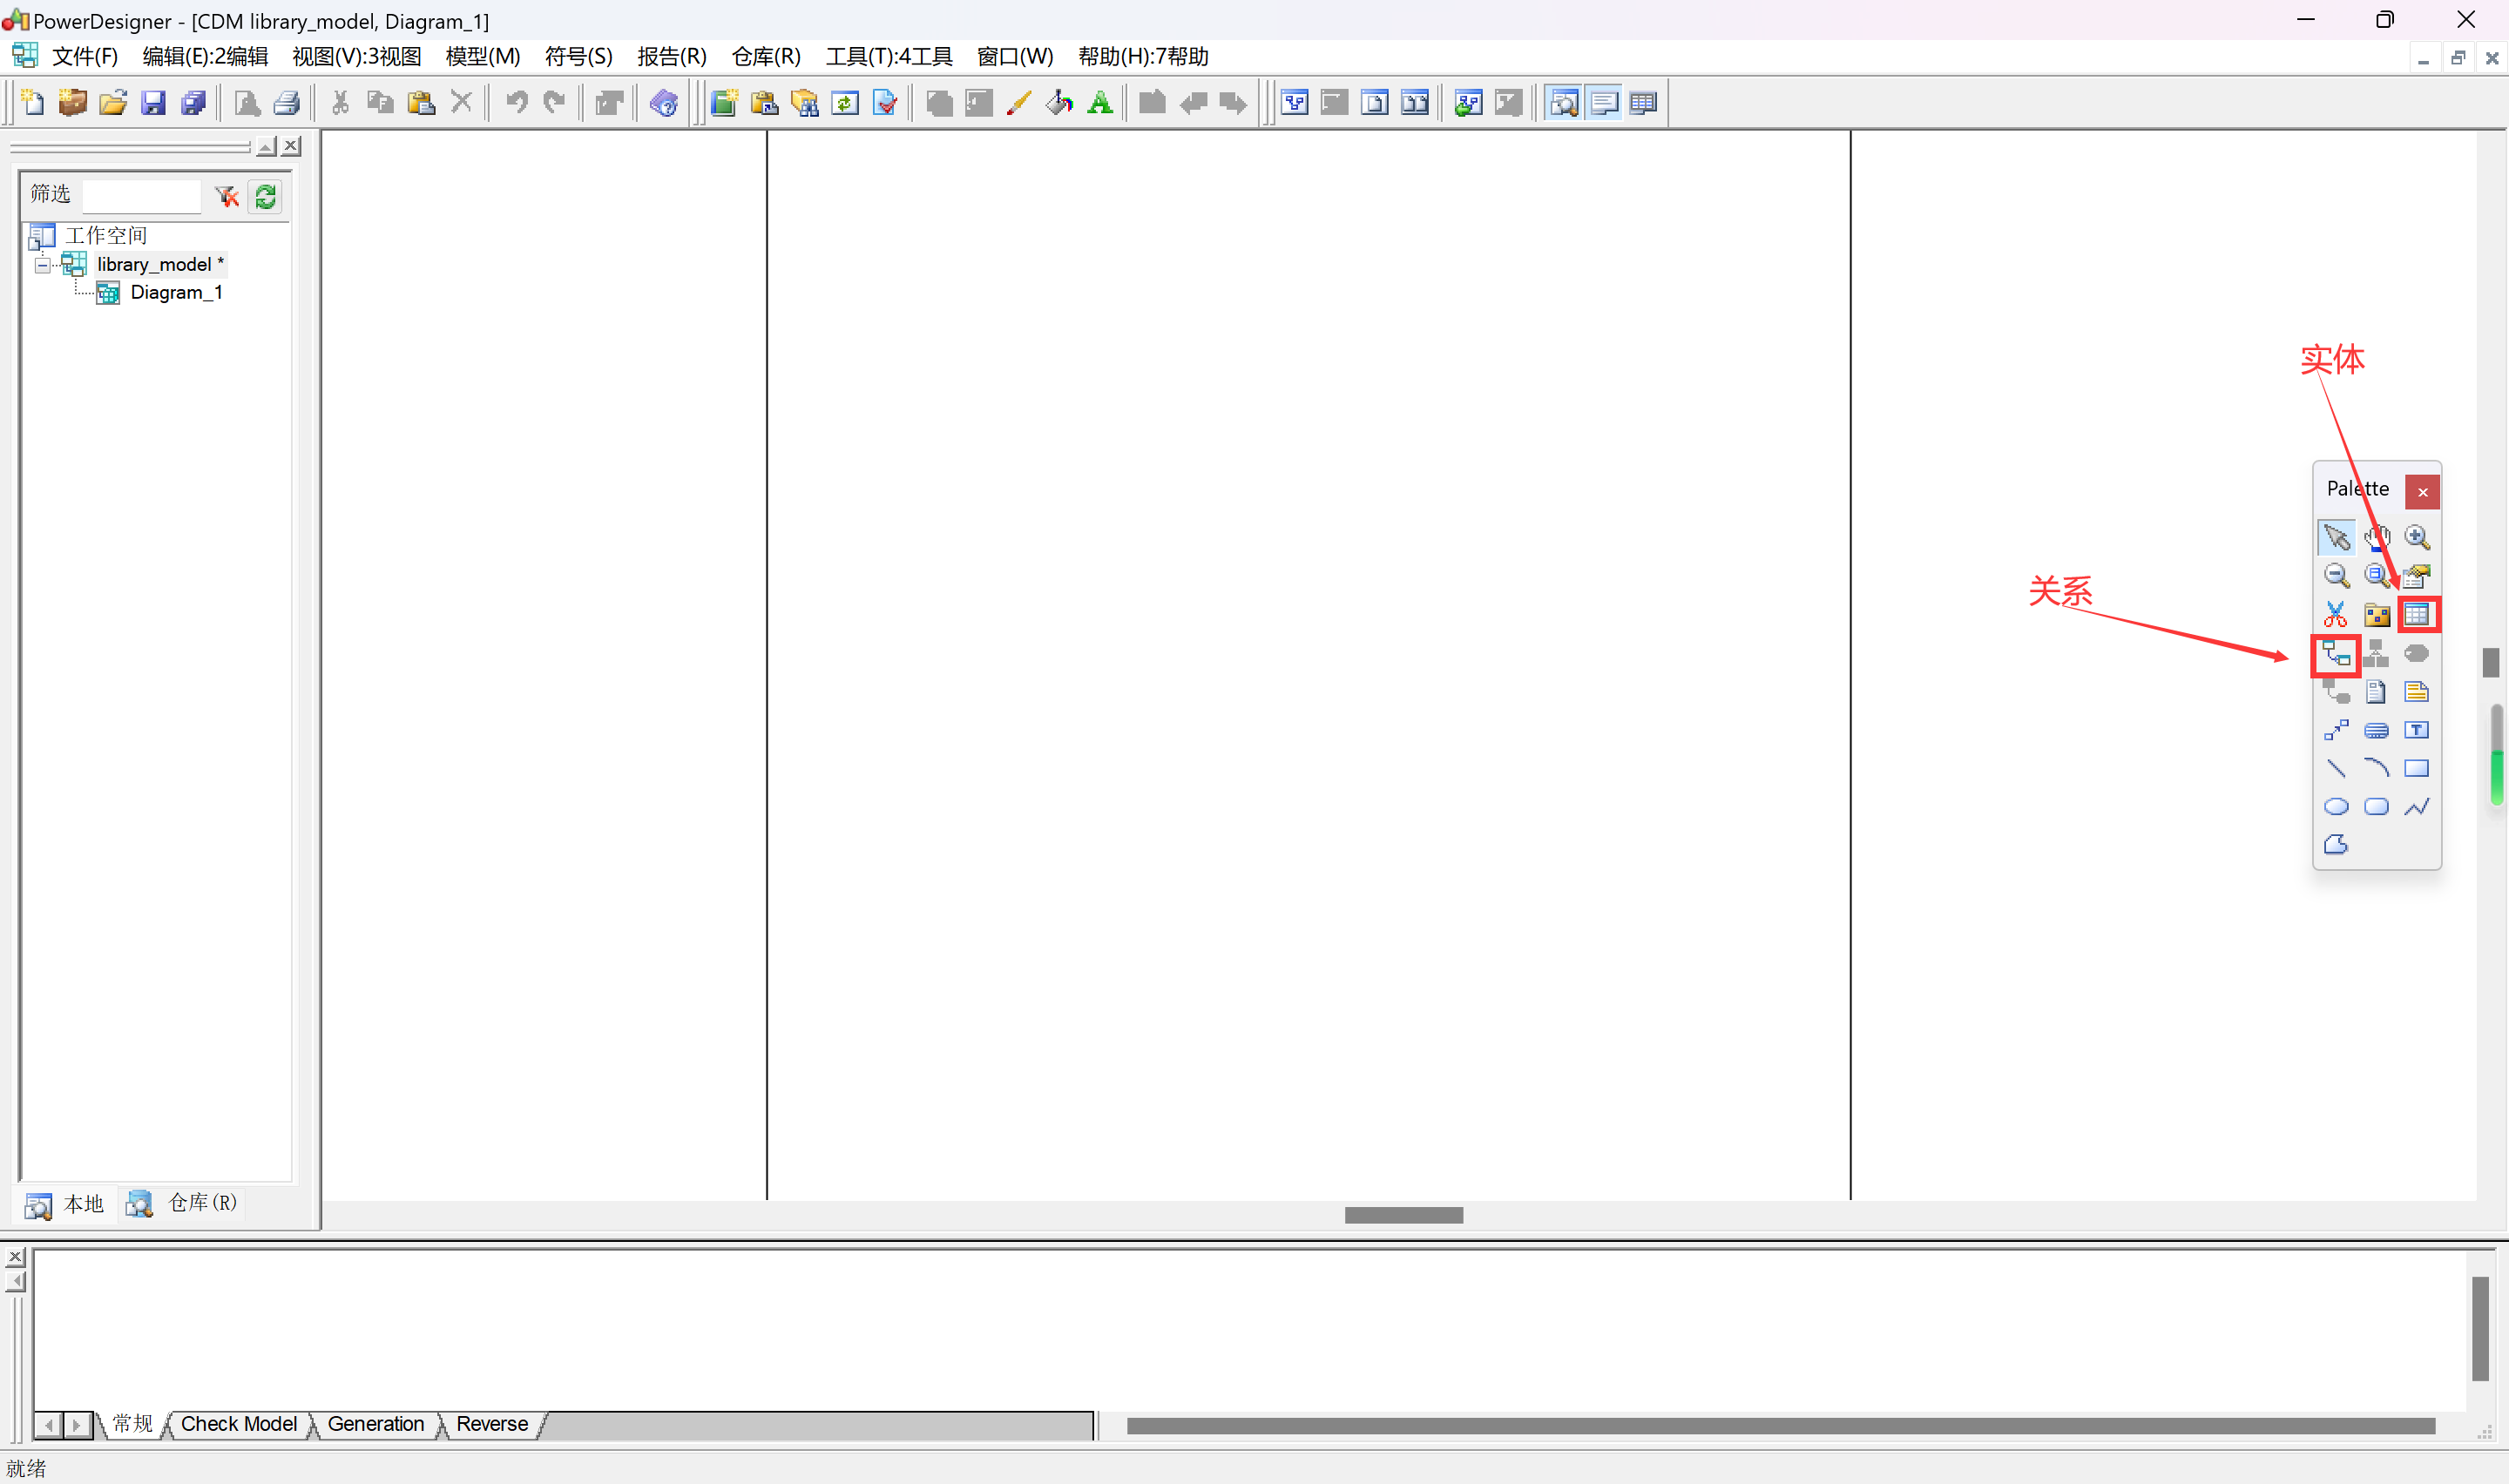 PowerDesigner - [CDM library_model, Diagram_1]
文件(F) 编辑(E):2编辑 视图(V):3视图 模型(M) 符号(S) 报告(R) 仓库(R) 工具(T):4工具 窗口(W) 帮助(H):7帮助
筛选
工作空间
library_model *
Diagram_1
实体
Palette
关系
本地 仓库(R)
常规 Check Model Generation Reverse
就绪